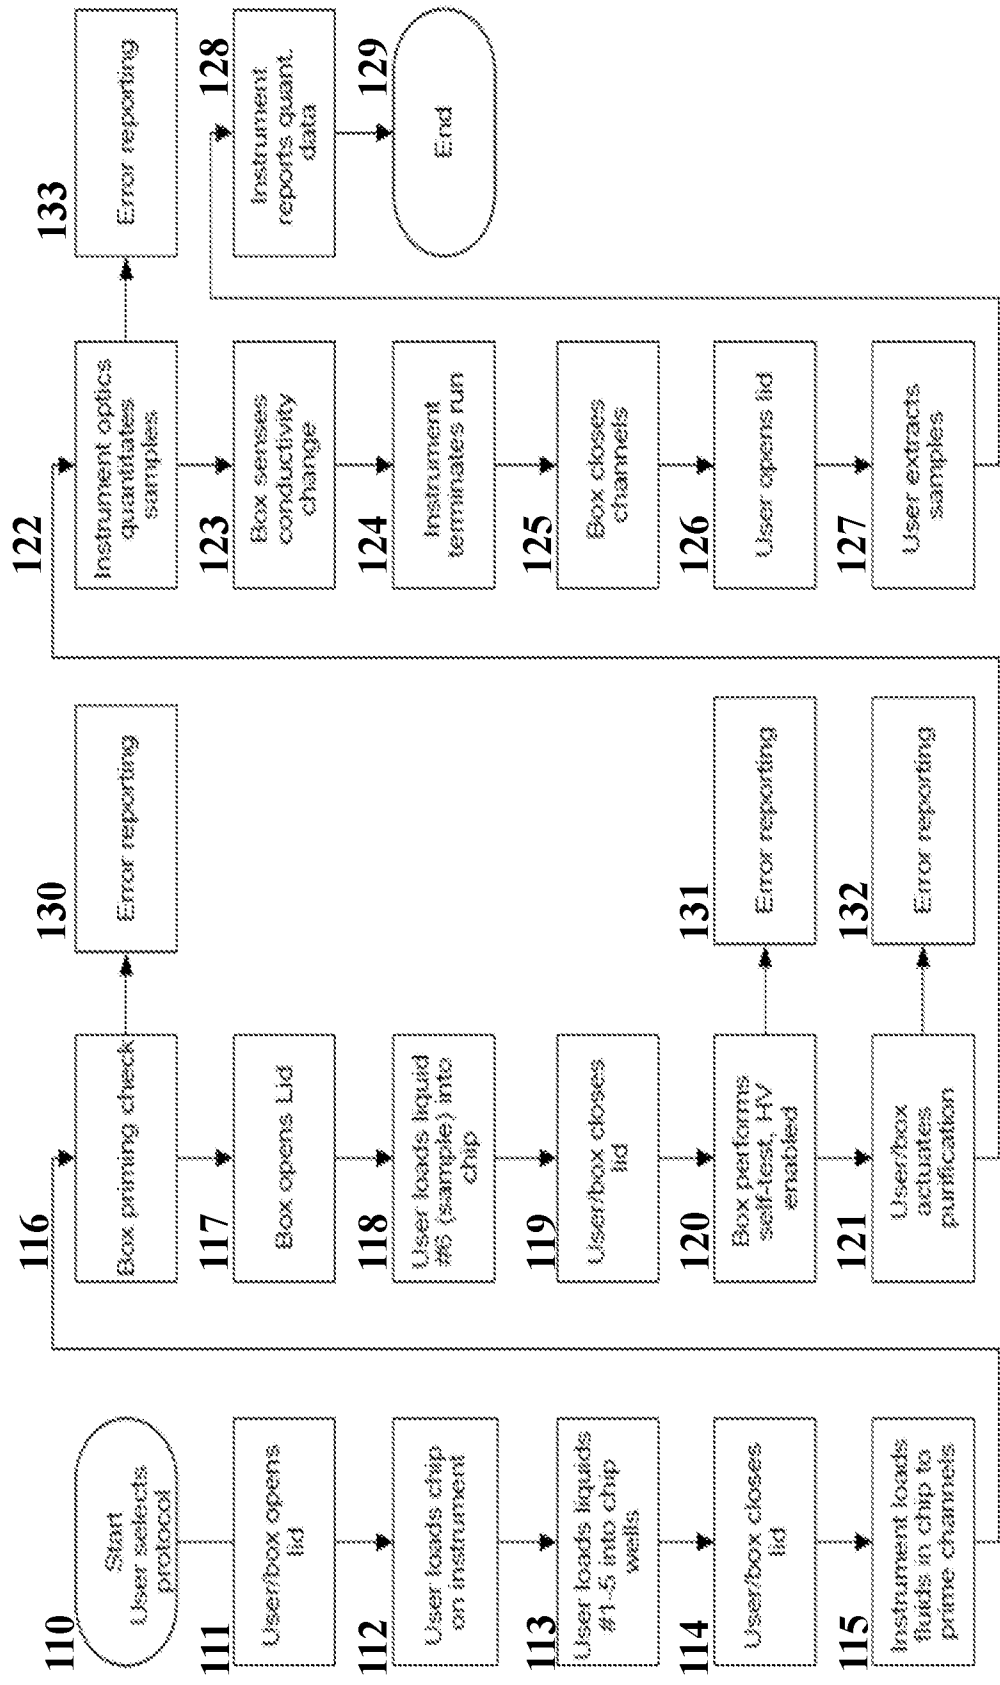 110
Start
User selects
protocol
111
User/box opens
lid
112
User loads chip
on instrument
113
User loads liquids
#1-5 into chip
wells
114
User/box closes
lid
115
Instrument loads
fluids in chip to
prime channels
116
Box priming check
130
Error reporting
117
Box opens Lid
118
User loads liquid
#6 (sample) into
chip
119
User/box closes
lid
120
Box performs
self-test, HV
enabled
131
Error reporting
121
User/box
actuates
purification
132
Error reporting
122
Instrument optics
quantitates
samples
133
Error reporting
123
Box senses
conductivity
change
124
Instrument
terminates run
125
Box closes
channels
126
User opens lid
127
User extracts
samples
128
Instrument
reports quant.
data
129
End